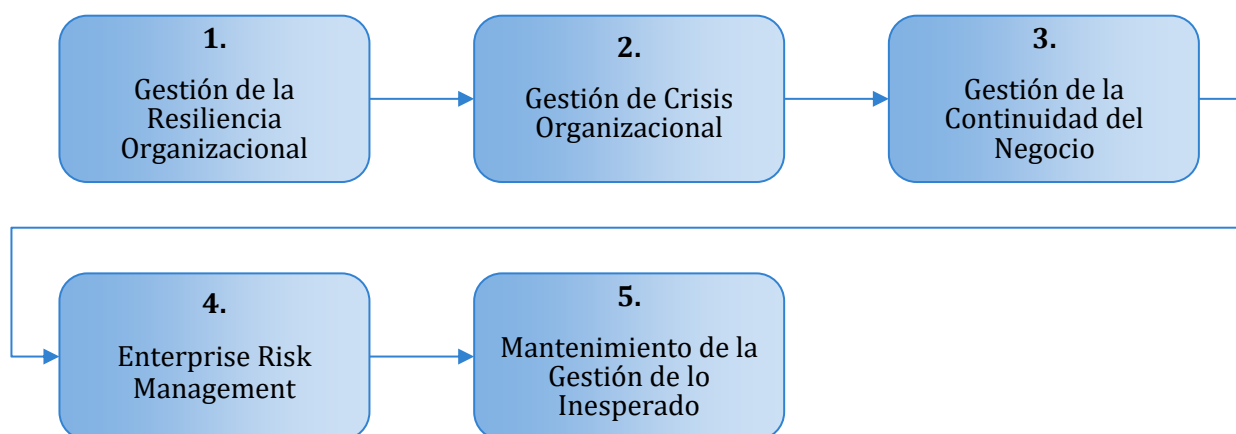 1.
Gestión de la
Resiliencia
Organizacional
2.
Gestión de Crisis
Organizacional
3.
Gestión de la
Continuidad del
Negocio
4.
Enterprise Risk
Management
5.
Mantenimiento de la
Gestión de lo
Inesperado